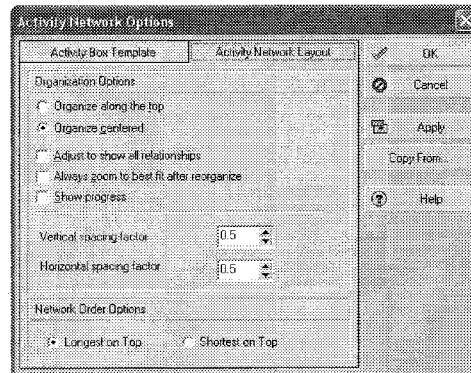 Activity Network Options
Activity Box Template
Activity Network Layout
Organization Options
Organize along the top
Organize centered
Adjust to show all relationships
Always zoom to best fit after reorganize
Show progress
Vertical spacing factor
0.5
Horizontal spacing factor
0.5
Network Order Options
Longest on Top
Shortest on Top
OK
Cancel
Apply
Copy From...
Help